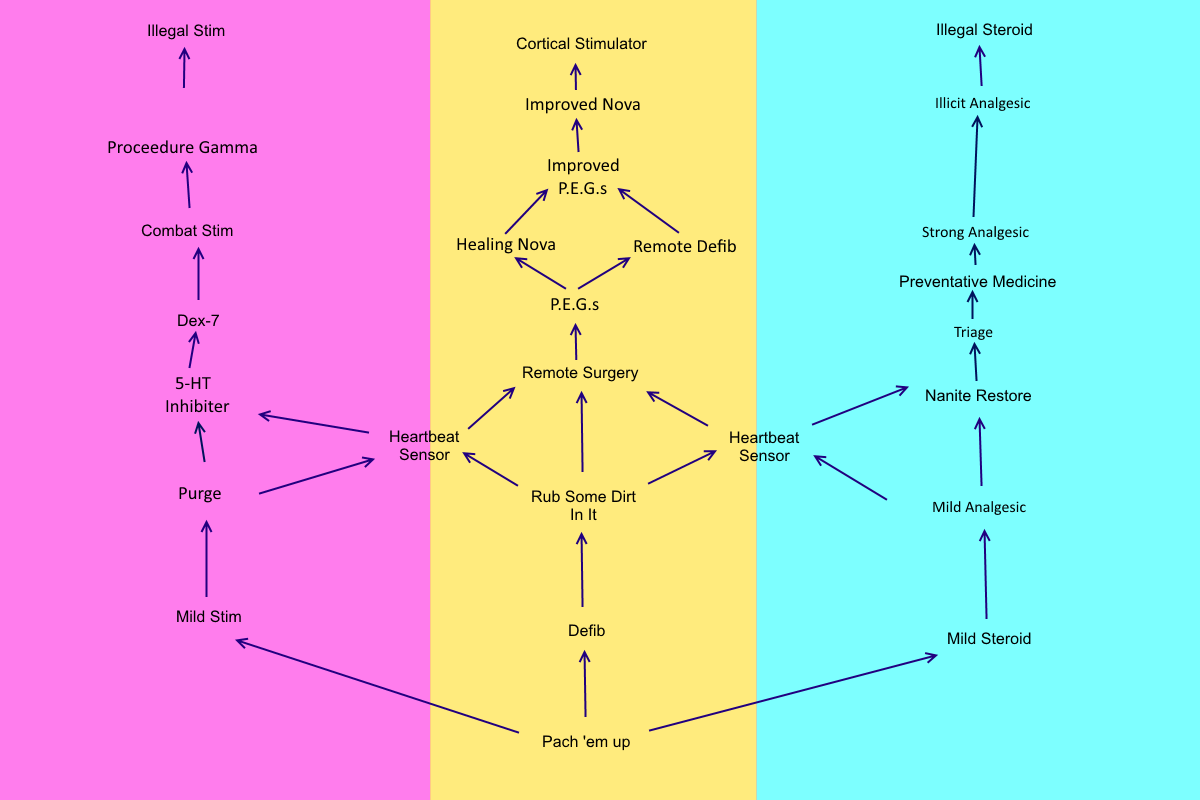 Illegal Stim
Proceedure Gamma
Combat Stim
Dex-7
5-HT
Inhibiter
Purge
Mild Stim
Cortical Stimulator
Improved Nova
Improved
P.E.G.s
Healing Nova
Remote Defib
P.E.G.s
Remote Surgery
Heartbeat
Sensor
Heartbeat
Sensor
Rub Some Dirt
In It
Defib
Pach 'em up
Illegal Steroid
Illicit Analgesic
Strong Analgesic
Preventative Medicine
Triage
Nanite Restore
Mild Analgesic
Mild Steroid